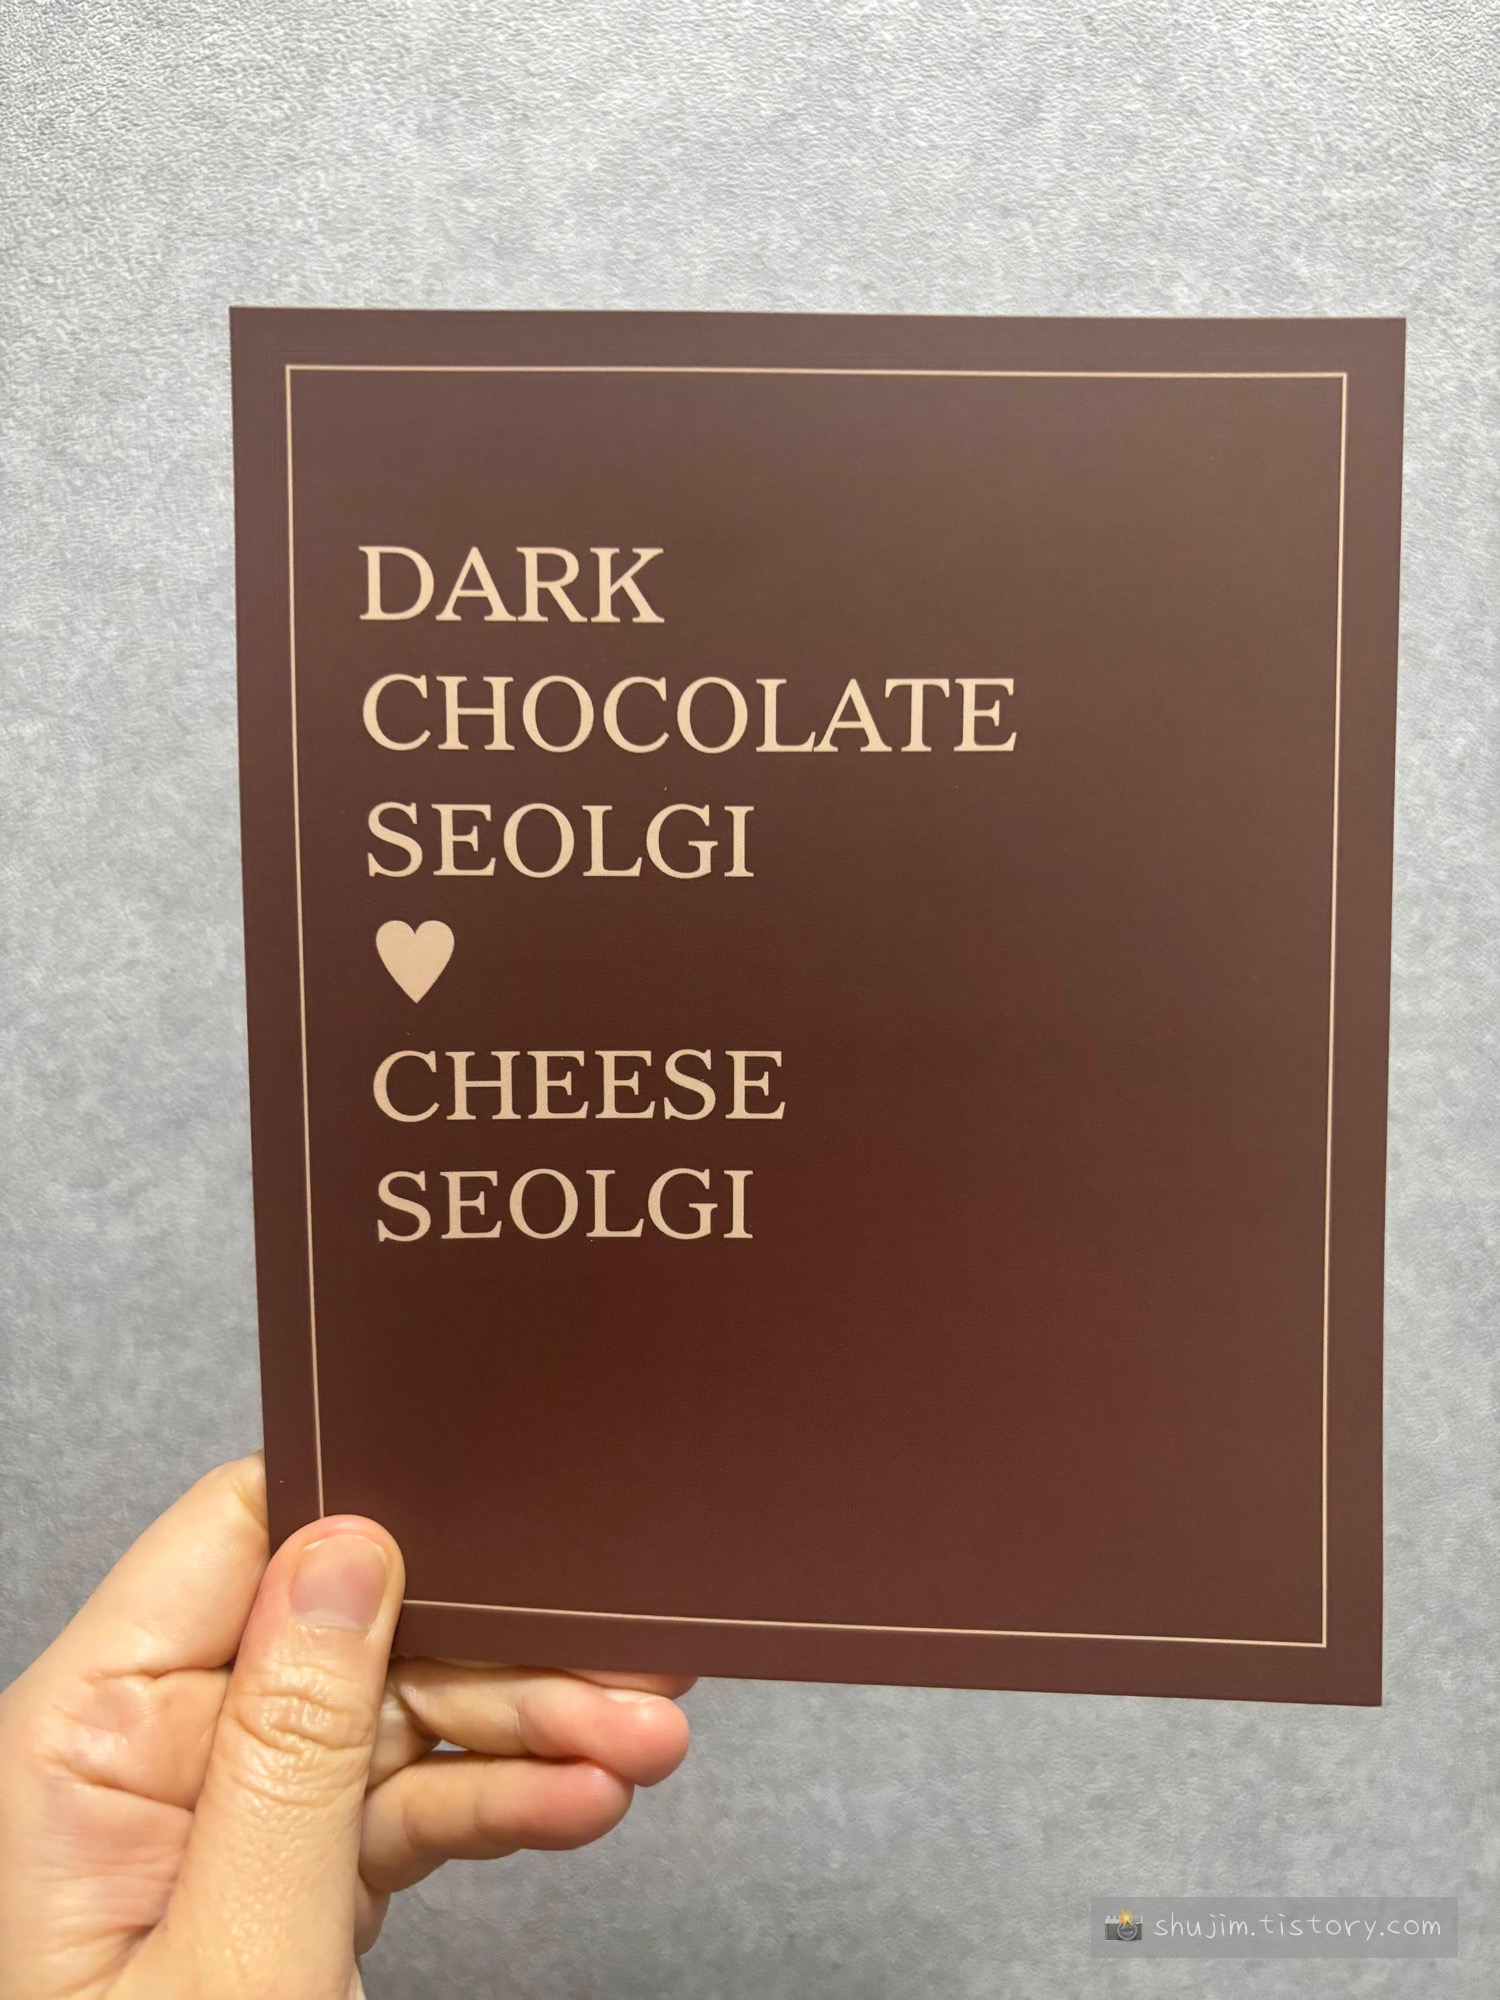 DARK
CHOCOLATE
SEOLGI
♥
CHEESE
SEOLGI
shujim.tistory.com